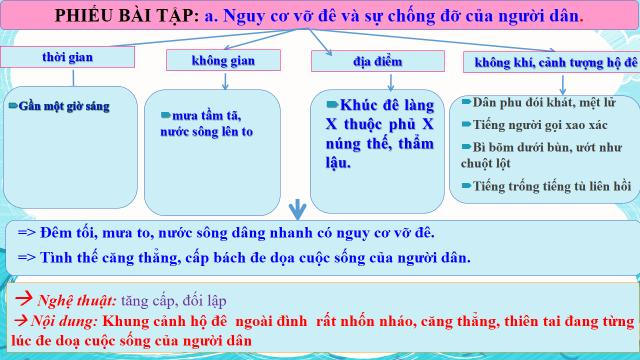 PHIẾU BÀI TẬP: a. Nguy cơ vỡ đê và sự chống đỡ của người dân.
thời gian
không gian
địa điểm
không khí, cảnh tượng hộ đê
Gần một giờ sáng
mưa tầm tã,
nước sông lên to
Khúc đê làng
X thuộc phủ X
núng thế, thẩm
lậu.
Dân phu đói khát, mệt lử
Tiếng người gọi xao xác
Bì bõm dưới bùn, ướt như
chuột lột
Tiếng trống tiếng tù liên hồi
=> Đêm tối, mưa to, nước sông dâng nhanh có nguy cơ vỡ đê.
=> Tình thế căng thẳng, cấp bách đe dọa cuộc sống của người dân.
→ Nghệ thuật: tăng cấp, đối lập
→ Nội dung: Khung cảnh hộ đê ngoài đình rất nhốn nháo, căng thẳng, thiên tai đang từng
lúc đe doạ cuộc sống của người dân